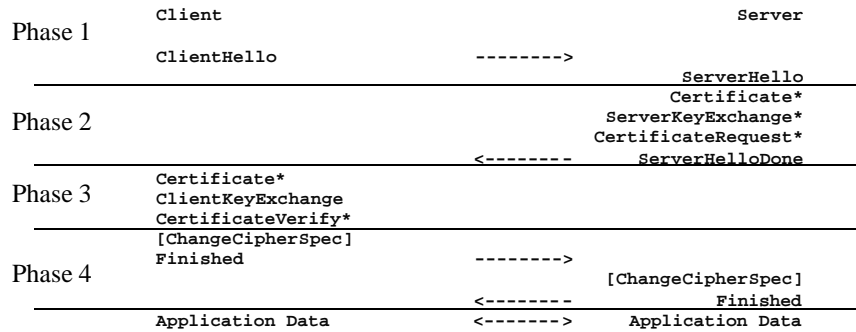 Phase 1
Client Server
ClientHello -------->
ServerHello
Phase 2
Certificate*
ServerKeyExchange*
CertificateRequest*
<-------- ServerHelloDone
Phase 3
Certificate*
ClientKeyExchange
CertificateVerify*
Phase 4
[ChangeCipherSpec]
Finished -------->
[ChangeCipherSpec]
<-------- Finished
Application Data <-------> Application Data